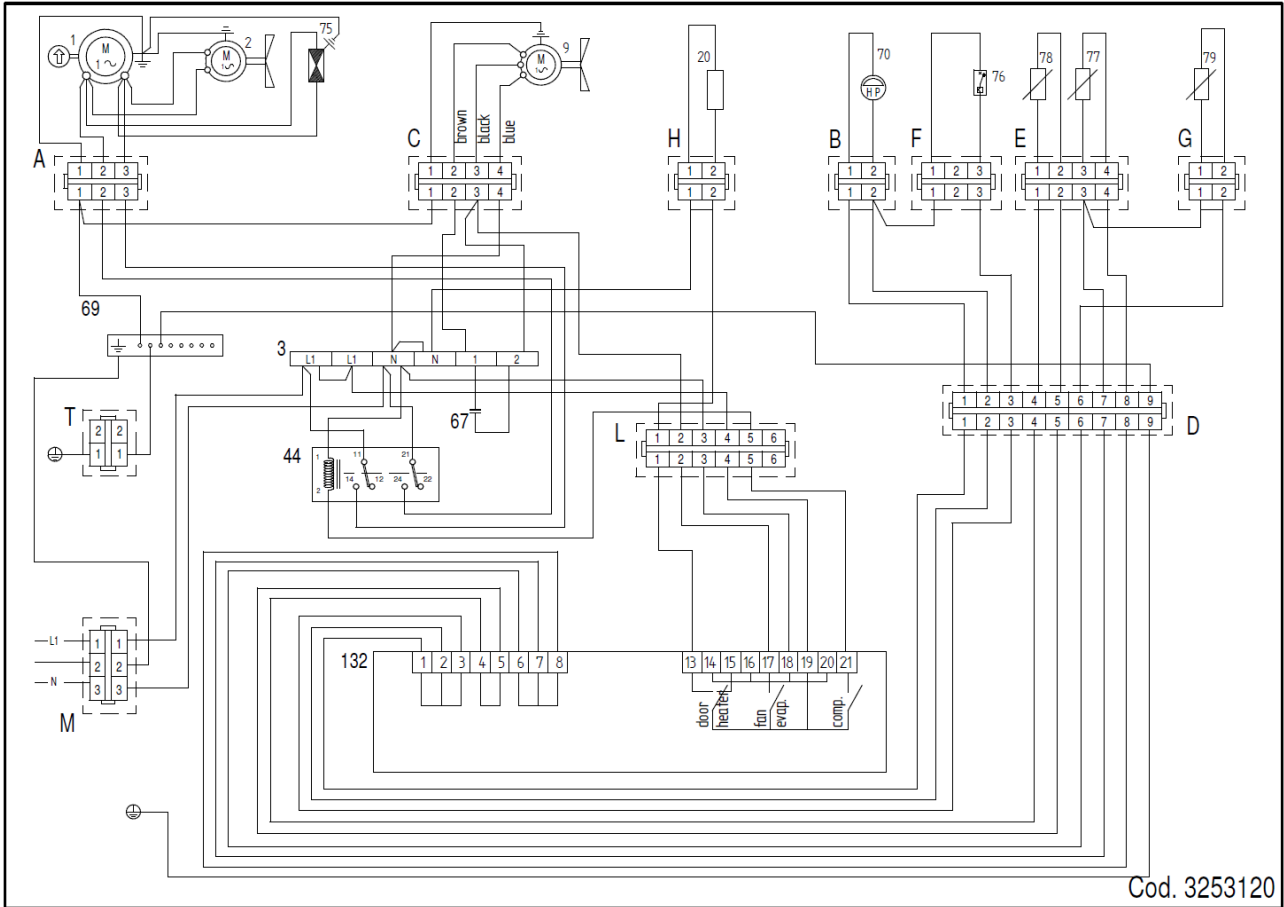 1
M
1~
2
M
1~
75
9
M
1~
20
70
HP
76
78
77
79
brown
black
blue
A
1 2 3
1 2 3
C
1 2 3 4
1 2 3 4
H
1 2
1 2
B
1 2
1 2
F
1 2 3
1 2 3
E
1 2 3 4
1 2 3 4
G
1 2
1 2
69
3
L1 L1 N N 1 2
67
T
2 2
1 1
44
1
2
11
14 12
21
24 22
L
1 2 3 4 5 6
1 2 3 4 5 6
D
1 2 3 4 5 6 7 8 9
1 2 3 4 5 6 7 8 9
L1
N
1 1
2 2
3 3
M
132
1 2 3 4 5 6 7 8
13 14 15 16 17 18 19 20 21
door
heater
fan
evap.
comp.
Cod. 3253120